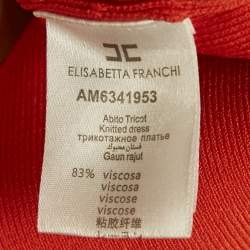 ELISABETTA FRANCHI
AM6341953
Abito Tricot
Knitted dress
трикотажное платье
فستان محبوك
Gaun rajut
83% viscosa
viscose
viscose
viscosa
粘胶纤维